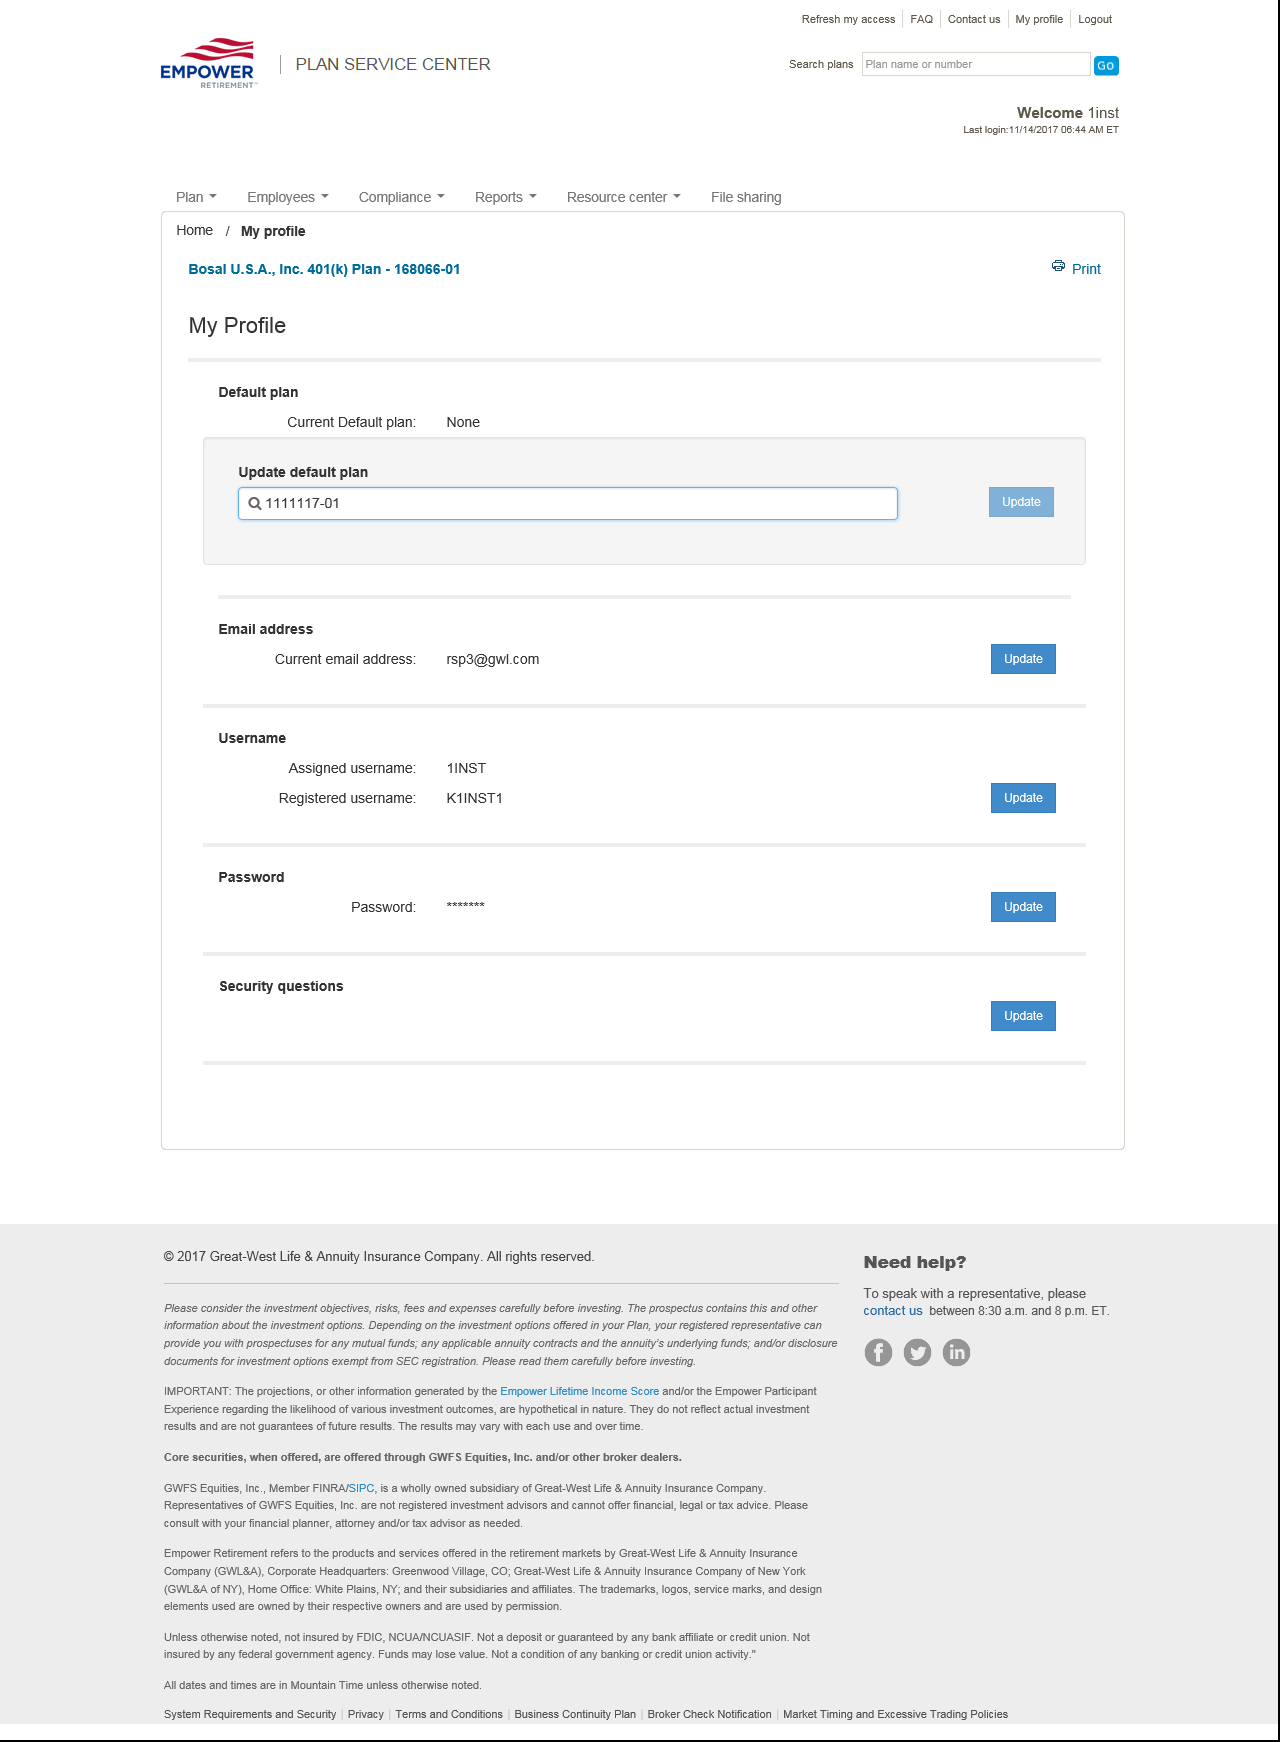 Refresh my access FAQ Contact us My profile Logout
EMPOWER
RETIREMENT™
PLAN SERVICE CENTER
Search plans Plan name or number GO
Welcome 1inst
Last login:11/14/2017 06:44 AM ET
Plan Employees Compliance Reports Resource center File sharing
Home / My profile
Bosal U.S.A., Inc. 401(k) Plan - 168066-01
Print
My Profile
Default plan
Current Default plan: None
Update default plan
1111117-01
Update
Email address
Current email address: rsp3@gwl.com
Update
Username
Assigned username: 1INST
Registered username: K1INST1
Update
Password
Password: *******
Update
Security questions
Update
© 2017 Great-West Life & Annuity Insurance Company. All rights reserved.
Please consider the investment objectives, risks, fees and expenses carefully before investing. The prospectus contains this and other
information about the investment options. Depending on the investment options offered in your Plan, your registered representative can
provide you with prospectuses for any mutual funds; any applicable annuity contracts and the annuity's underlying funds; and/or disclosure
documents for investment options exempt from SEC registration. Please read them carefully before investing.
IMPORTANT: The projections, or other information generated by the Empower Lifetime Income Score and/or the Empower Participant
Experience regarding the likelihood of various investment outcomes, are hypothetical in nature. They do not reflect actual investment
results and are not guarantees of future results. The results may vary with each use and over time.
Core securities, when offered, are offered through GWFS Equities, Inc. and/or other broker dealers.
GWFS Equities, Inc., Member FINRA/SIPC, is a wholly owned subsidiary of Great-West Life & Annuity Insurance Company.
Representatives of GWFS Equities, Inc. are not registered investment advisors and cannot offer financial, legal or tax advice. Please
consult with your financial planner, attorney and/or tax advisor as needed.
Empower Retirement refers to the products and services offered in the retirement markets by Great-West Life & Annuity Insurance
Company (GWL&A), Corporate Headquarters: Greenwood Village, CO; Great-West Life & Annuity Insurance Company of New York
(GWL&A of NY), Home Office: White Plains, NY; and their subsidiaries and affiliates. The trademarks, logos, service marks, and design
elements used are owned by their respective owners and are used by permission.
Unless otherwise noted, not insured by FDIC, NCUA/NCUASIF. Not a deposit or guaranteed by any bank affiliate or credit union. Not
insured by any federal government agency. Funds may lose value. Not a condition of any banking or credit union activity."
All dates and times are in Mountain Time unless otherwise noted.
System Requirements and Security | Privacy | Terms and Conditions | Business Continuity Plan | Broker Check Notification | Market Timing and Excessive Trading Policies
Need help?
To speak with a representative, please
contact us between 8:30 a.m. and 8 p.m. ET.
f
in